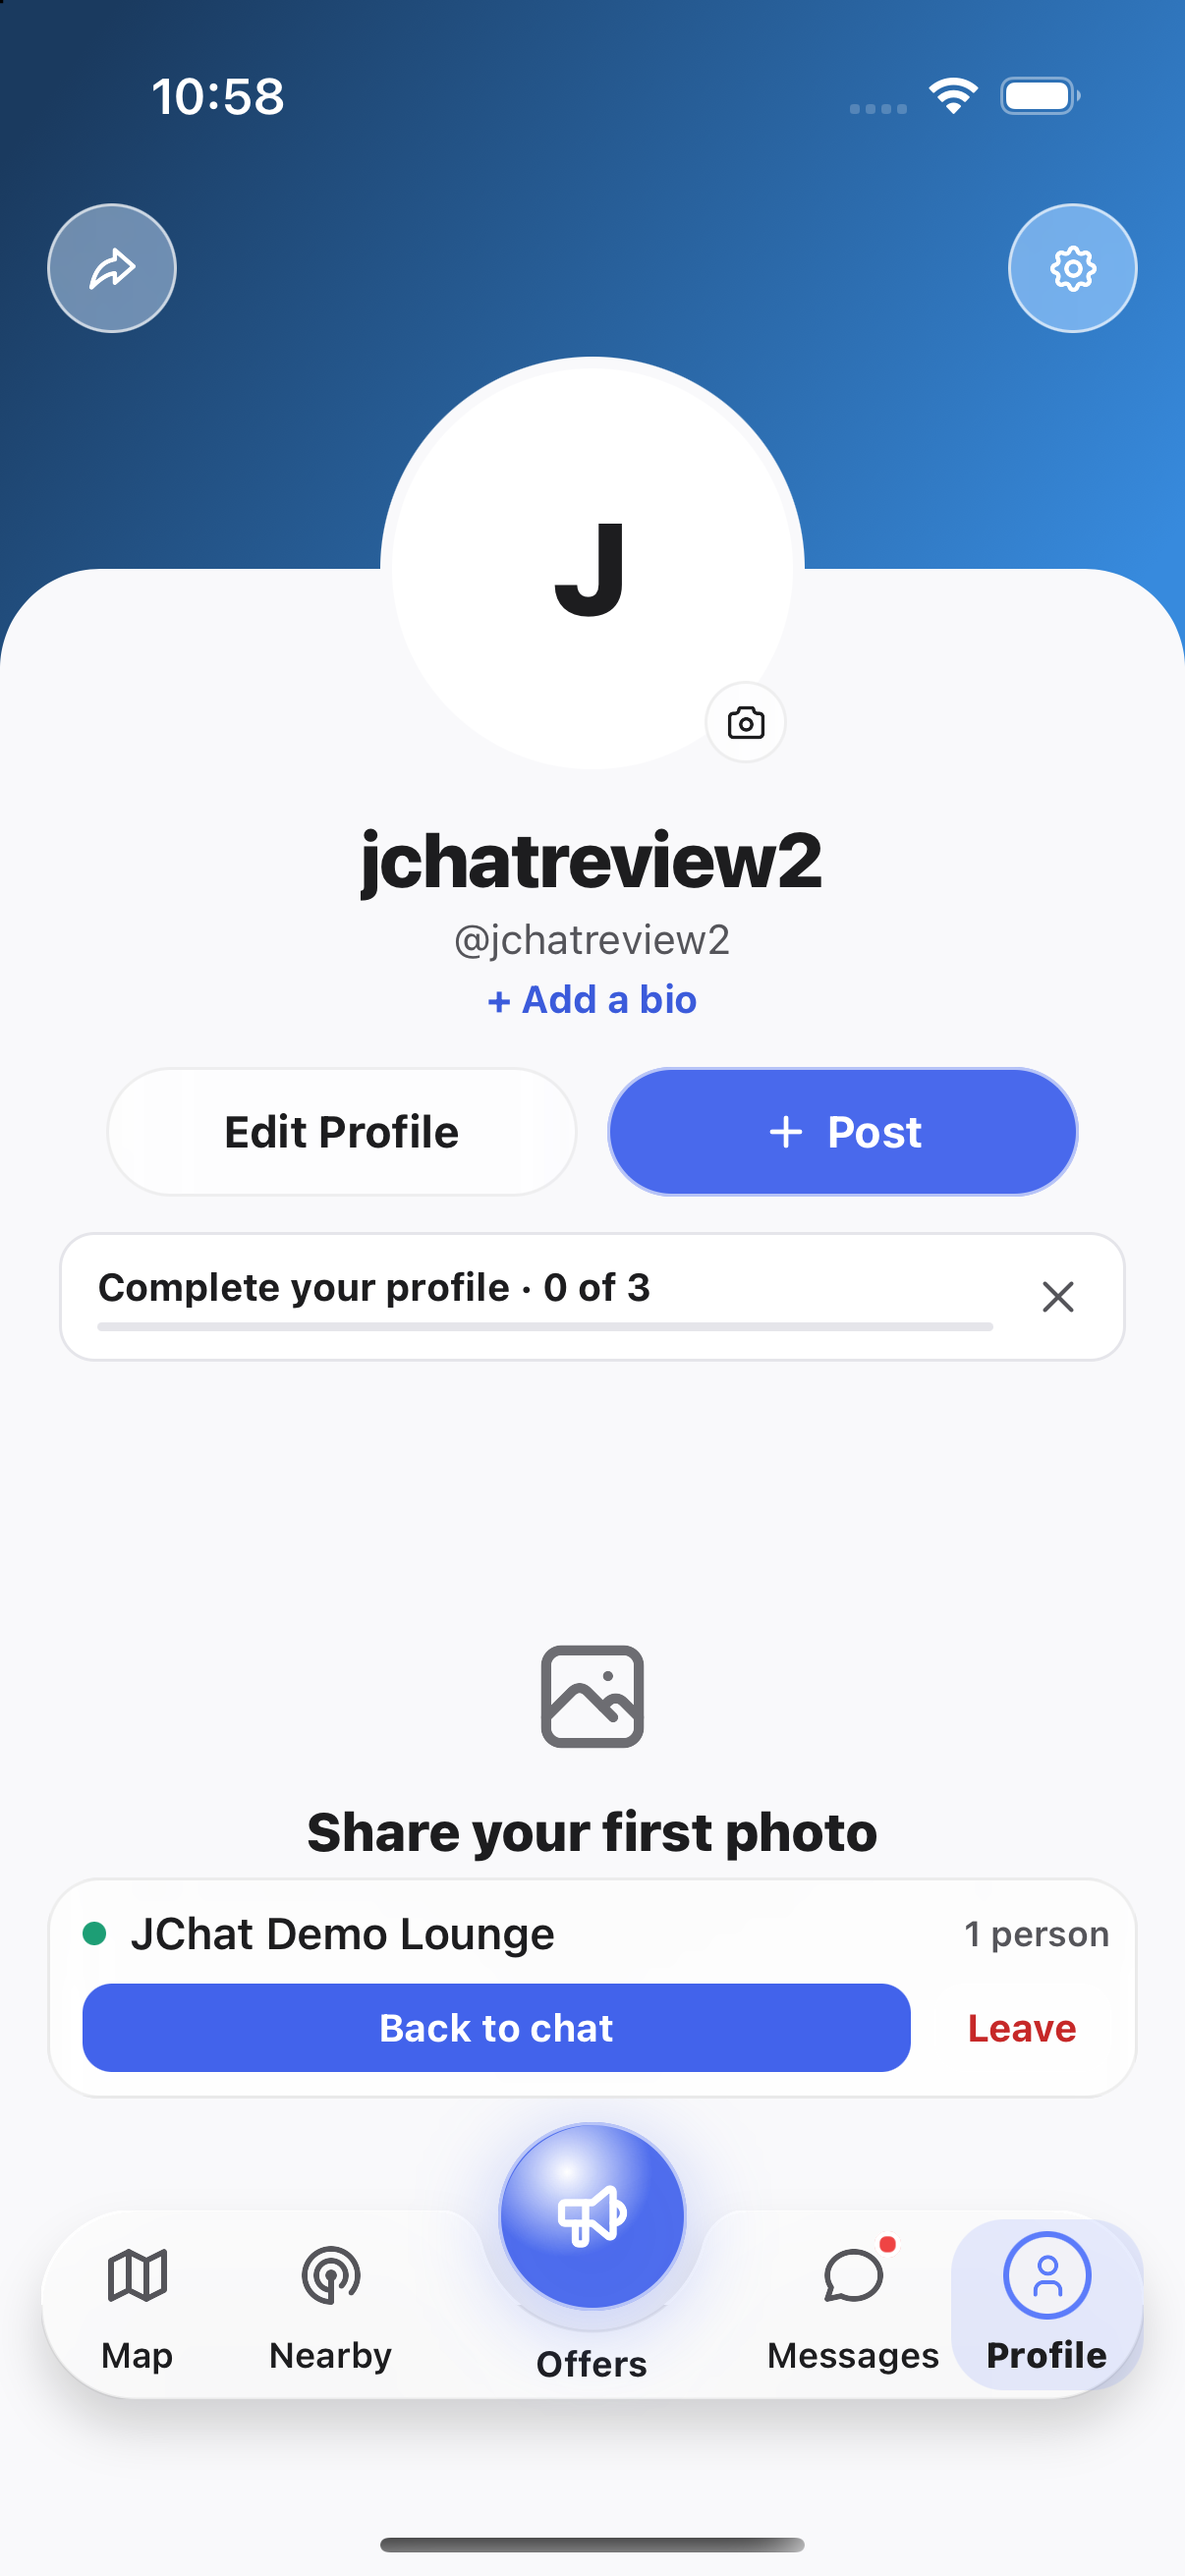 10:58
J
jchatreview2
@jchatreview2
+ Add a bio
Edit Profile
+ Post
Complete your profile · 0 of 3
Share your first photo
JChat Demo Lounge
1 person
Back to chat
Leave
Map
Nearby
Offers
Messages
Profile